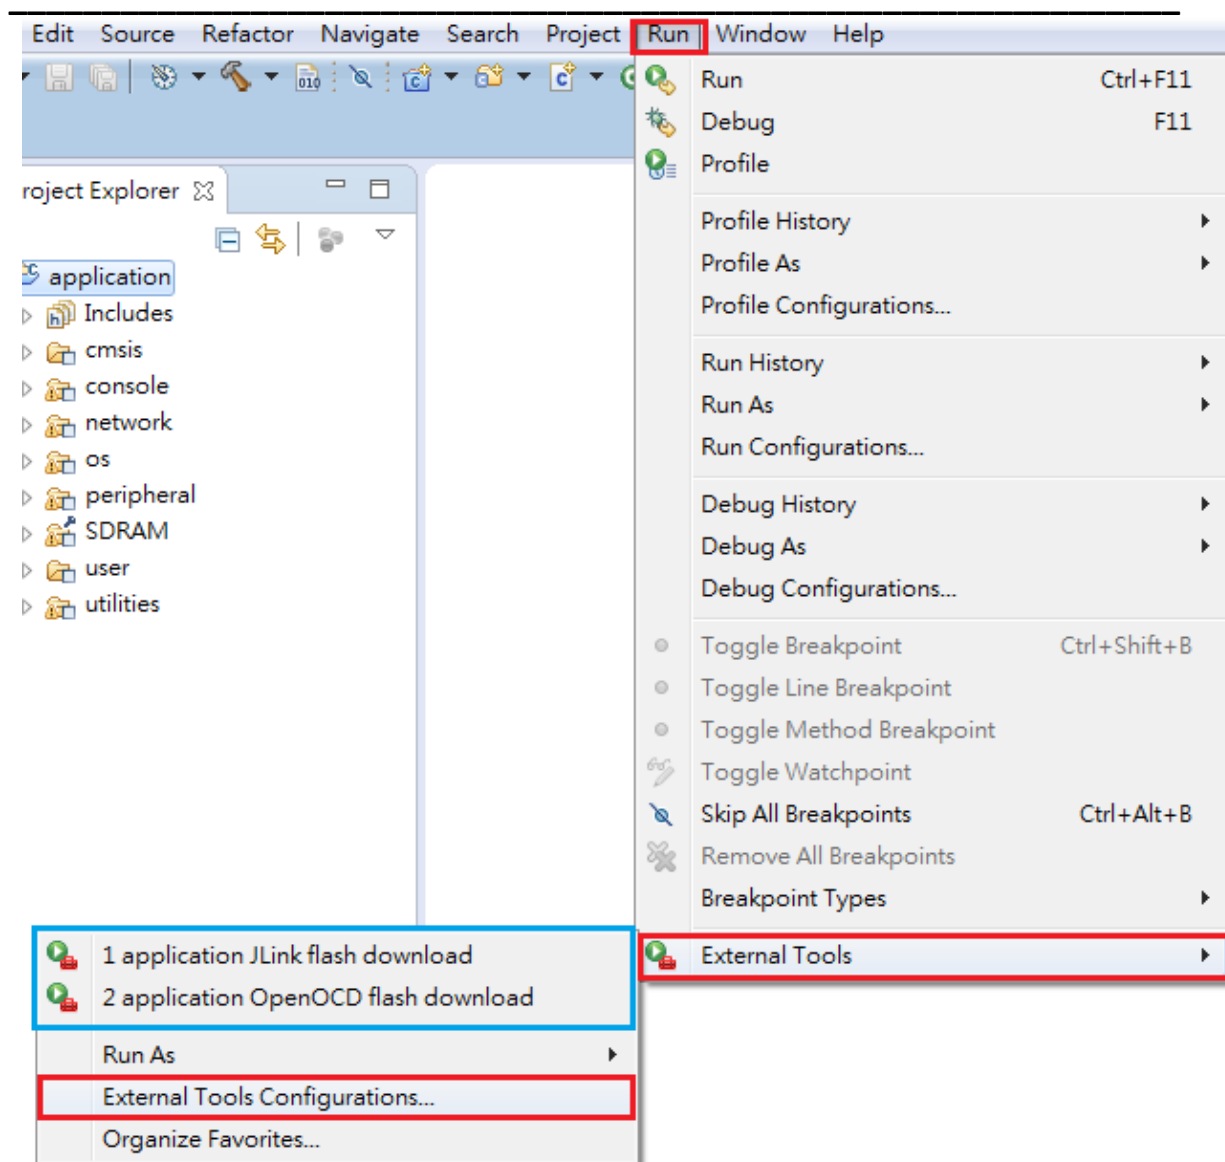 Edit Source Refactor Navigate Search Project Run Window Help
010
Run Ctrl+F11
Debug F11
Profile
roject Explorer
Profile History
Profile As
Profile Configurations...
application
Includes
cmsis
console
network
os
peripheral
SDRAM
user
utilities
Run History
Run As
Run Configurations...
Debug History
Debug As
Debug Configurations...
Toggle Breakpoint Ctrl+Shift+B
Toggle Line Breakpoint
Toggle Method Breakpoint
Toggle Watchpoint
Skip All Breakpoints Ctrl+Alt+B
Remove All Breakpoints
Breakpoint Types
External Tools
1 application JLink flash download
2 application OpenOCD flash download
Run As
External Tools Configurations...
Organize Favorites...